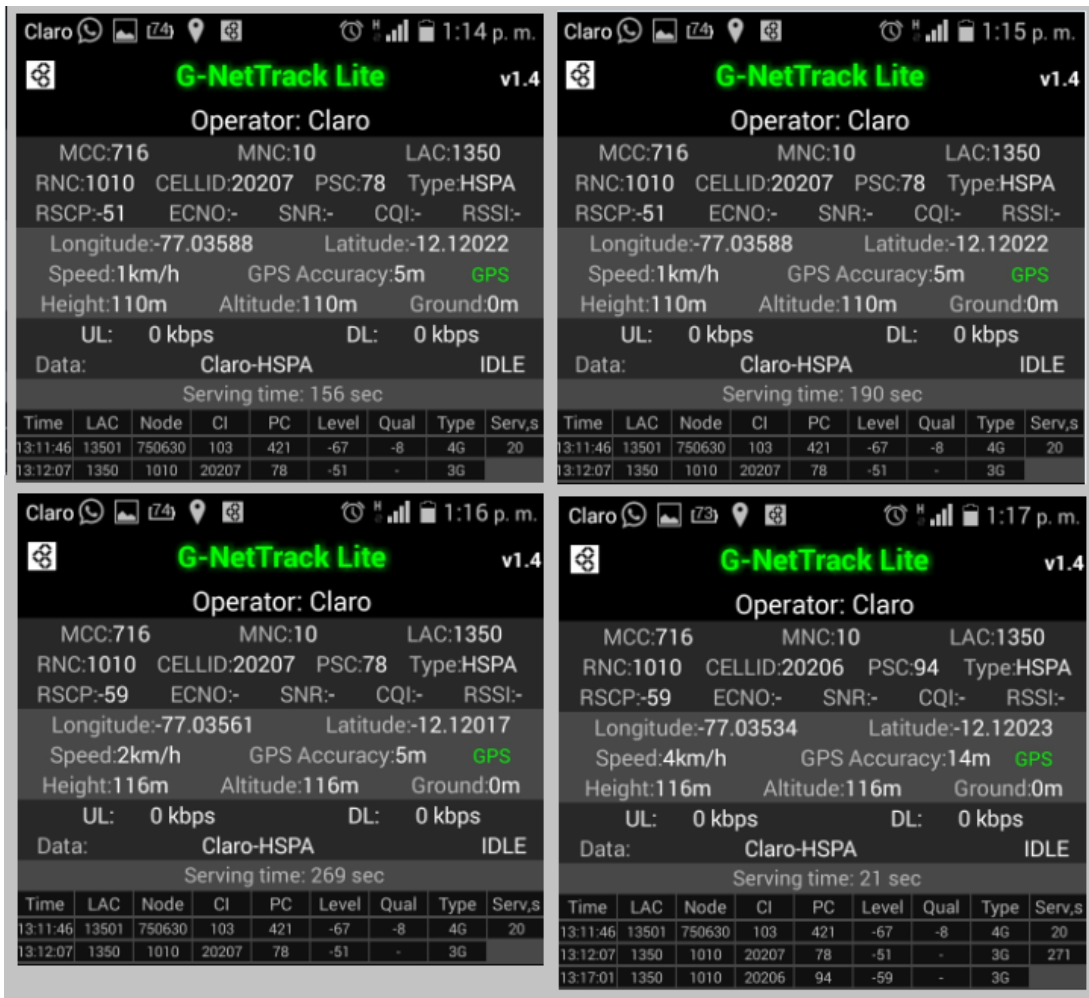 Claro 74 H 1:14 p. m.
G-NetTrack Lite v1.4
Operator: Claro
MCC:716 MNC:10 LAC:1350
RNC:1010 CELLID:20207 PSC:78 Type:HSPA
RSCP:-51 ECNO:- SNR:- CQI:- RSSI:-
Longitude:-77.03588 Latitude:-12.12022
Speed:1km/h GPS Accuracy:5m GPS
Height:110m Altitude:110m Ground:0m
UL: 0 kbps DL: 0 kbps
Data: Claro-HSPA IDLE
Serving time: 156 sec
Time LAC Node CI PC Level Qual Type Serv,s
13:11:46 13501 750630 103 421 -67 -8 4G 20
13:12:07 1350 1010 20207 78 -51 - 3G
Claro 74 H 1:15 p. m.
G-NetTrack Lite v1.4
Operator: Claro
MCC:716 MNC:10 LAC:1350
RNC:1010 CELLID:20207 PSC:78 Type:HSPA
RSCP:-51 ECNO:- SNR:- CQI:- RSSI:-
Longitude:-77.03588 Latitude:-12.12022
Speed:1km/h GPS Accuracy:5m GPS
Height:110m Altitude:110m Ground:0m
UL: 0 kbps DL: 0 kbps
Data: Claro-HSPA IDLE
Serving time: 190 sec
Time LAC Node CI PC Level Qual Type Serv,s
13:11:46 13501 750630 103 421 -67 -8 4G 20
13:12:07 1350 1010 20207 78 -51 - 3G
Claro 74 H 1:16 p. m.
G-NetTrack Lite v1.4
Operator: Claro
MCC:716 MNC:10 LAC:1350
RNC:1010 CELLID:20207 PSC:78 Type:HSPA
RSCP:-59 ECNO:- SNR:- CQI:- RSSI:-
Longitude:-77.03561 Latitude:-12.12017
Speed:2km/h GPS Accuracy:5m GPS
Height:116m Altitude:116m Ground:0m
UL: 0 kbps DL: 0 kbps
Data: Claro-HSPA IDLE
Serving time: 269 sec
Time LAC Node CI PC Level Qual Type Serv,s
13:11:46 13501 750630 103 421 -67 -8 4G 20
13:12:07 1350 1010 20207 78 -51 - 3G
Claro 73 H 1:17 p. m.
G-NetTrack Lite v1.4
Operator: Claro
MCC:716 MNC:10 LAC:1350
RNC:1010 CELLID:20206 PSC:94 Type:HSPA
RSCP:-59 ECNO:- SNR:- CQI:- RSSI:-
Longitude:-77.03534 Latitude:-12.12023
Speed:4km/h GPS Accuracy:14m GPS
Height:116m Altitude:116m Ground:0m
UL: 0 kbps DL: 0 kbps
Data: Claro-HSPA IDLE
Serving time: 21 sec
Time LAC Node CI PC Level Qual Type Serv,s
13:11:46 13501 750630 103 421 -67 -8 4G 20
13:12:07 1350 1010 20207 78 -51 - 3G 271
13:17:01 1350 1010 20206 94 -59 - 3G